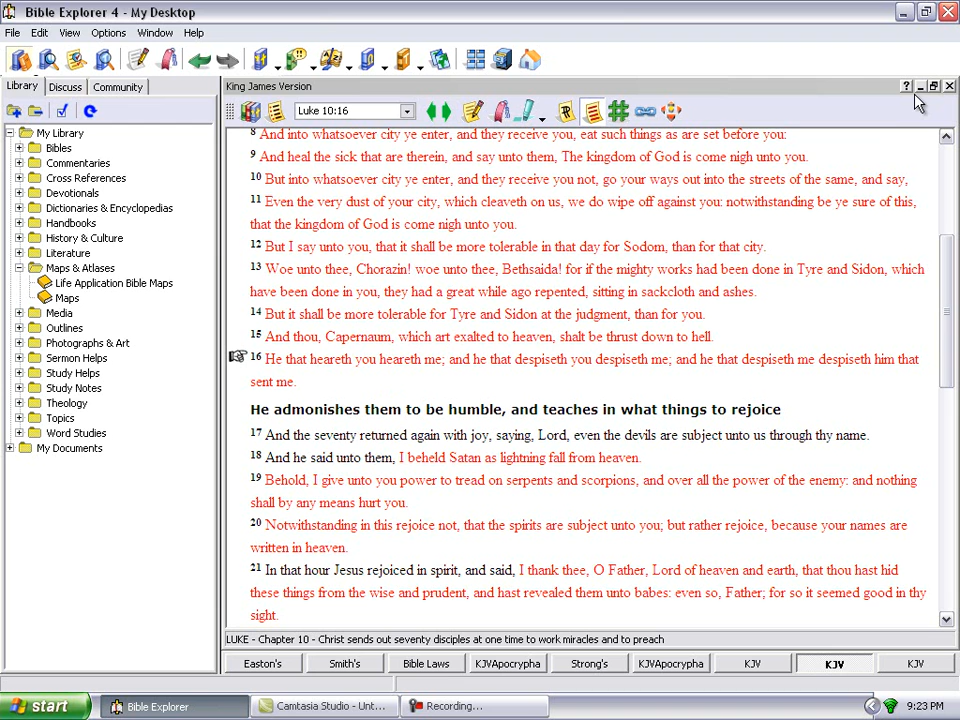 Bible Explorer 4 - My Desktop
File Edit View Options Window Help
Library Discuss Community
King James Version
Luke 10:16
My Library
Bibles
Commentaries
Cross References
Devotionals
Dictionaries & Encyclopedias
Handbooks
History & Culture
Literature
Maps & Atlases
Life Application Bible Maps
Maps
Media
Outlines
Photographs & Art
Sermon Helps
Study Helps
Study Notes
Theology
Topics
Word Studies
My Documents
8 And into whatsoever city ye enter, and they receive you, eat such things as are set before you:
9 And heal the sick that are therein, and say unto them, The kingdom of God is come nigh unto you.
10 But into whatsoever city ye enter, and they receive you not, go your ways out into the streets of the same, and say,
11 Even the very dust of your city, which cleaveth on us, we do wipe off against you: notwithstanding be ye sure of this,
that the kingdom of God is come nigh unto you.
12 But I say unto you, that it shall be more tolerable in that day for Sodom, than for that city.
13 Woe unto thee, Chorazin! woe unto thee, Bethsaida! for if the mighty works had been done in Tyre and Sidon, which
have been done in you, they had a great while ago repented, sitting in sackcloth and ashes.
14 But it shall be more tolerable for Tyre and Sidon at the judgment, than for you.
15 And thou, Capernaum, which art exalted to heaven, shalt be thrust down to hell.
16 He that heareth you heareth me; and he that despiseth you despiseth me; and he that despiseth me despiseth him that
sent me.
He admonishes them to be humble, and teaches in what things to rejoice
17 And the seventy returned again with joy, saying, Lord, even the devils are subject unto us through thy name.
18 And he said unto them, I beheld Satan as lightning fall from heaven.
19 Behold, I give unto you power to tread on serpents and scorpions, and over all the power of the enemy: and nothing
shall by any means hurt you.
20 Notwithstanding in this rejoice not, that the spirits are subject unto you; but rather rejoice, because your names are
written in heaven.
21 In that hour Jesus rejoiced in spirit, and said, I thank thee, O Father, Lord of heaven and earth, that thou hast hid
these things from the wise and prudent, and hast revealed them unto babes: even so, Father; for so it seemed good in thy
sight.
LUKE - Chapter 10 - Christ sends out seventy disciples at one time to work miracles and to preach
Easton's Smith's Bible Laws KJVApocrypha Strong's KJVApocrypha KJV KJV KJV
start Bible Explorer Camtasia Studio - Unt... Recording... 9:23 PM